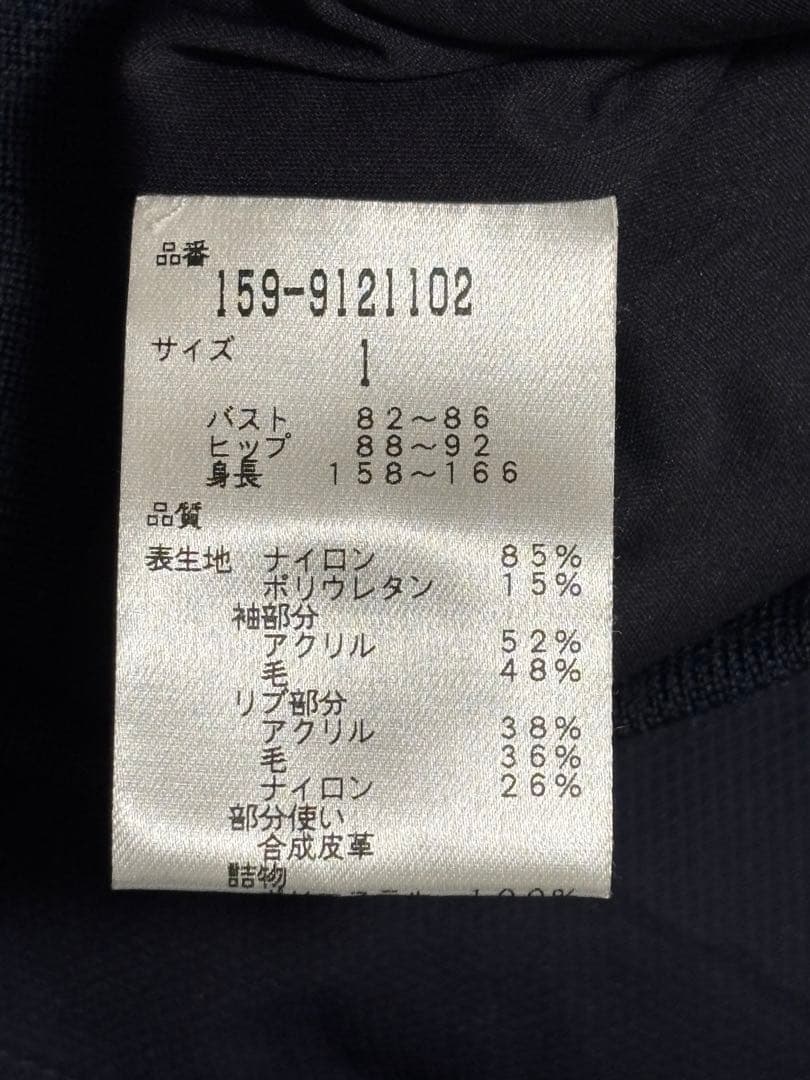 品番
159-9121102
サイズ 1
バスト 82～86
ヒップ 88～92
身長 158～166
品質
表生地 ナイロン 85%
ポリウレタン 15%
袖部分
アクリル 52%
毛 48%
リブ部分
アクリル 38%
毛 36%
ナイロン 26%
部分使い
合成皮革
詰物